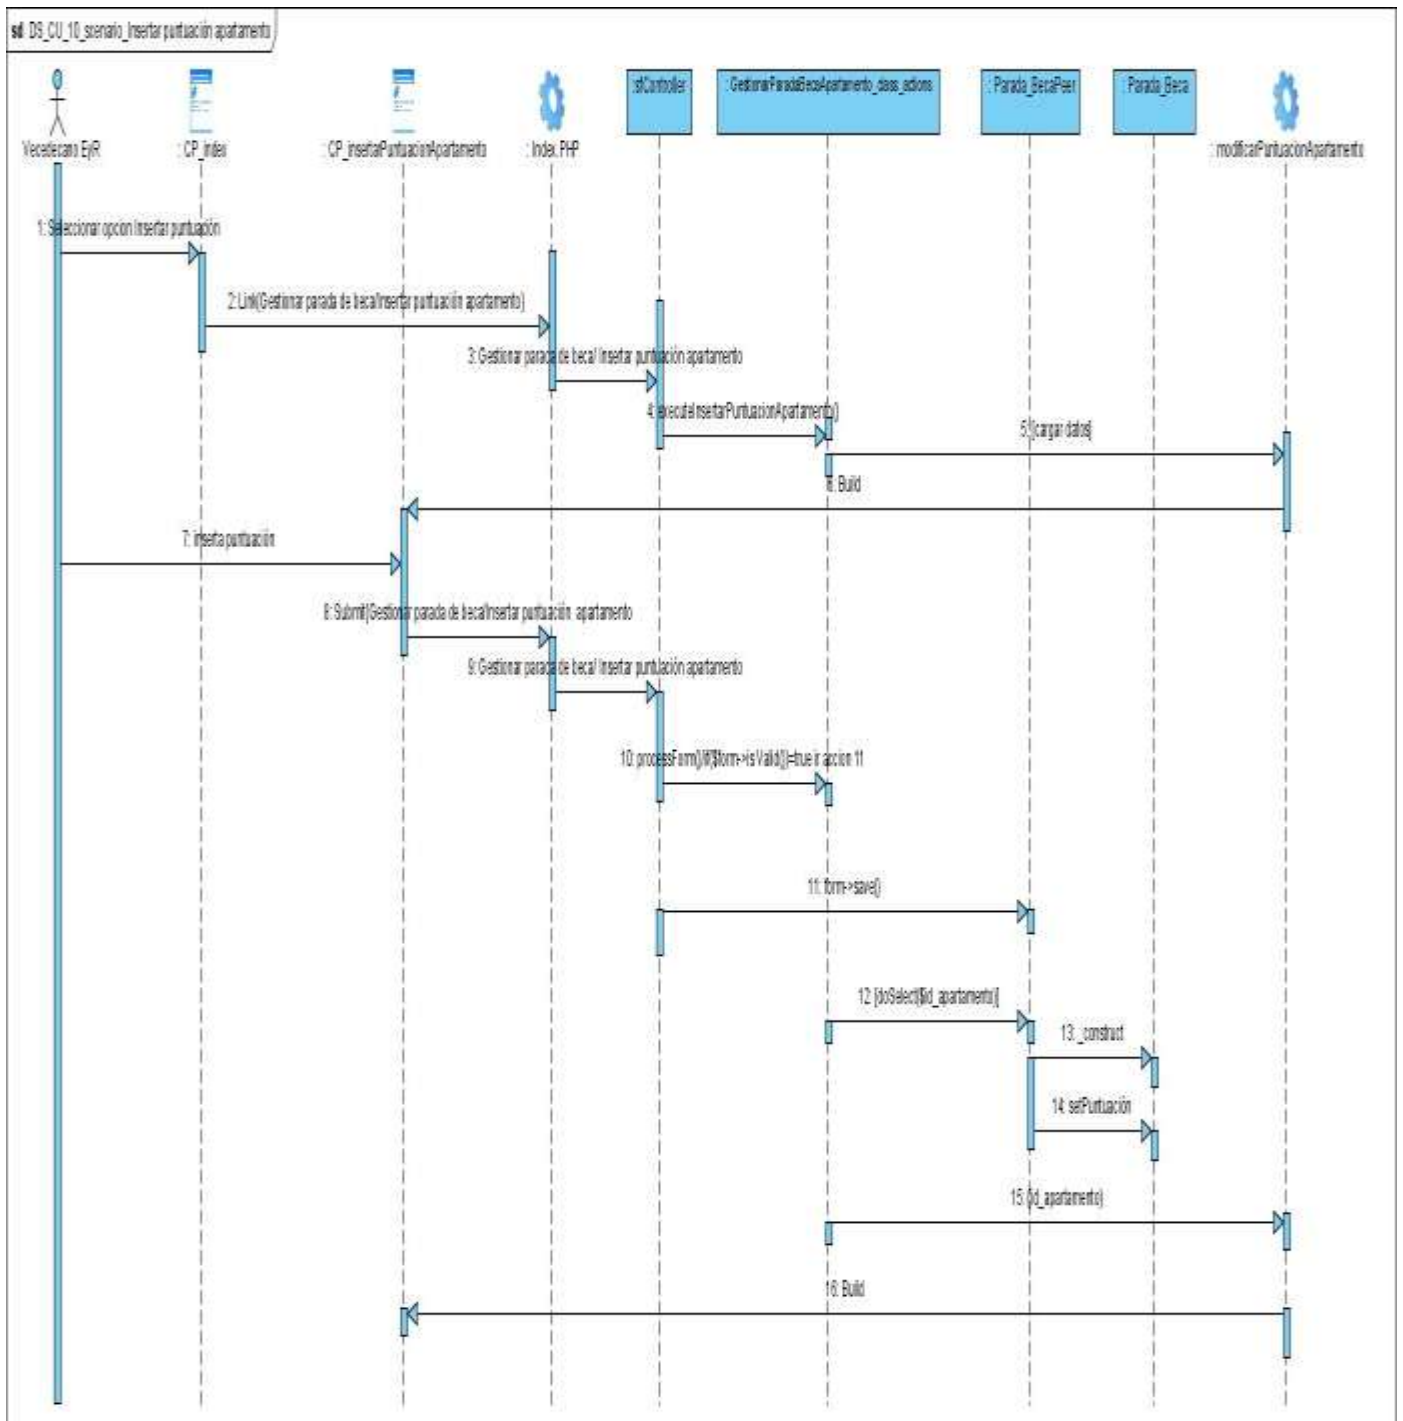 sd DS_CU_10_scenario_Insertar puntuación apartamento
Vecedecano EyR
: CP_index
: CP_insertarPuntuacionApartamento
: Index.PHP
:sfController
: GestionarParadaBecaApartamento_class_actions
: Parada_BecaPeer
: Parada_Beca
: modificarPuntuacionApartamento
1: Seleccionar opcion Insertar puntuación
2: Link(Gestionar parada de beca/Insertar puntuación apartamento)
3: Gestionar parada de beca/ Insertar puntuación apartamento
4: executeInsertarPuntuacionApartamento()
5: [cargar datos]
6: Build
7: inserta puntuación
8: Submit(Gestionar parada de beca/Insertar puntuación apartamento
9: Gestionar parada de beca/ Insertar puntuación apartamento
10: processForm()/if($form->isValid())=true ir accion 11
11: form->save()
12: [doSelect($id_apartamento)]
13: _construct
14: setPuntuación
15: (id_apartamento)
16: Build